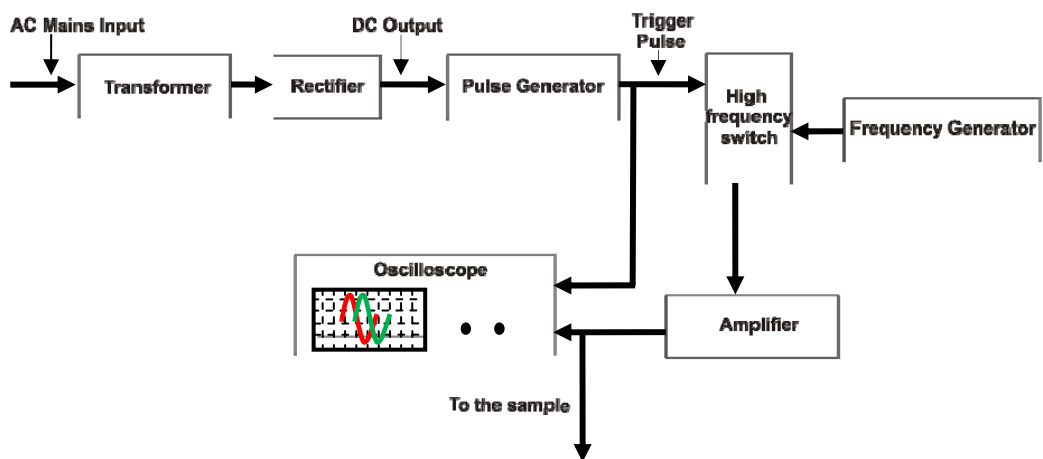 AC Mains Input
DC Output
Trigger
Pulse
Transformer
Rectifier
Pulse Generator
High
frequency
switch
Frequency Generator
Oscilloscope
Amplifier
To the sample